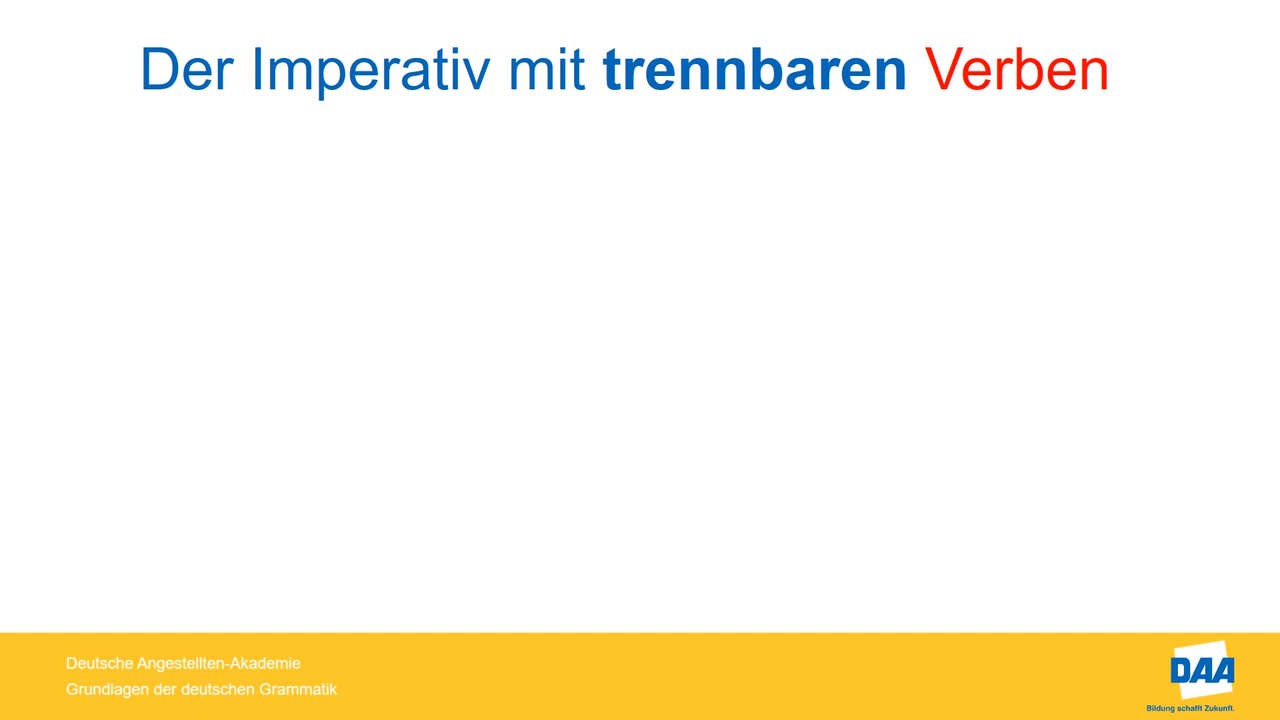 Der Imperativ mit trennbaren Verben
Deutsche Angestellten-Akademie
Grundlagen der deutschen Grammatik
DAA
Bildung schafft Zukunft.